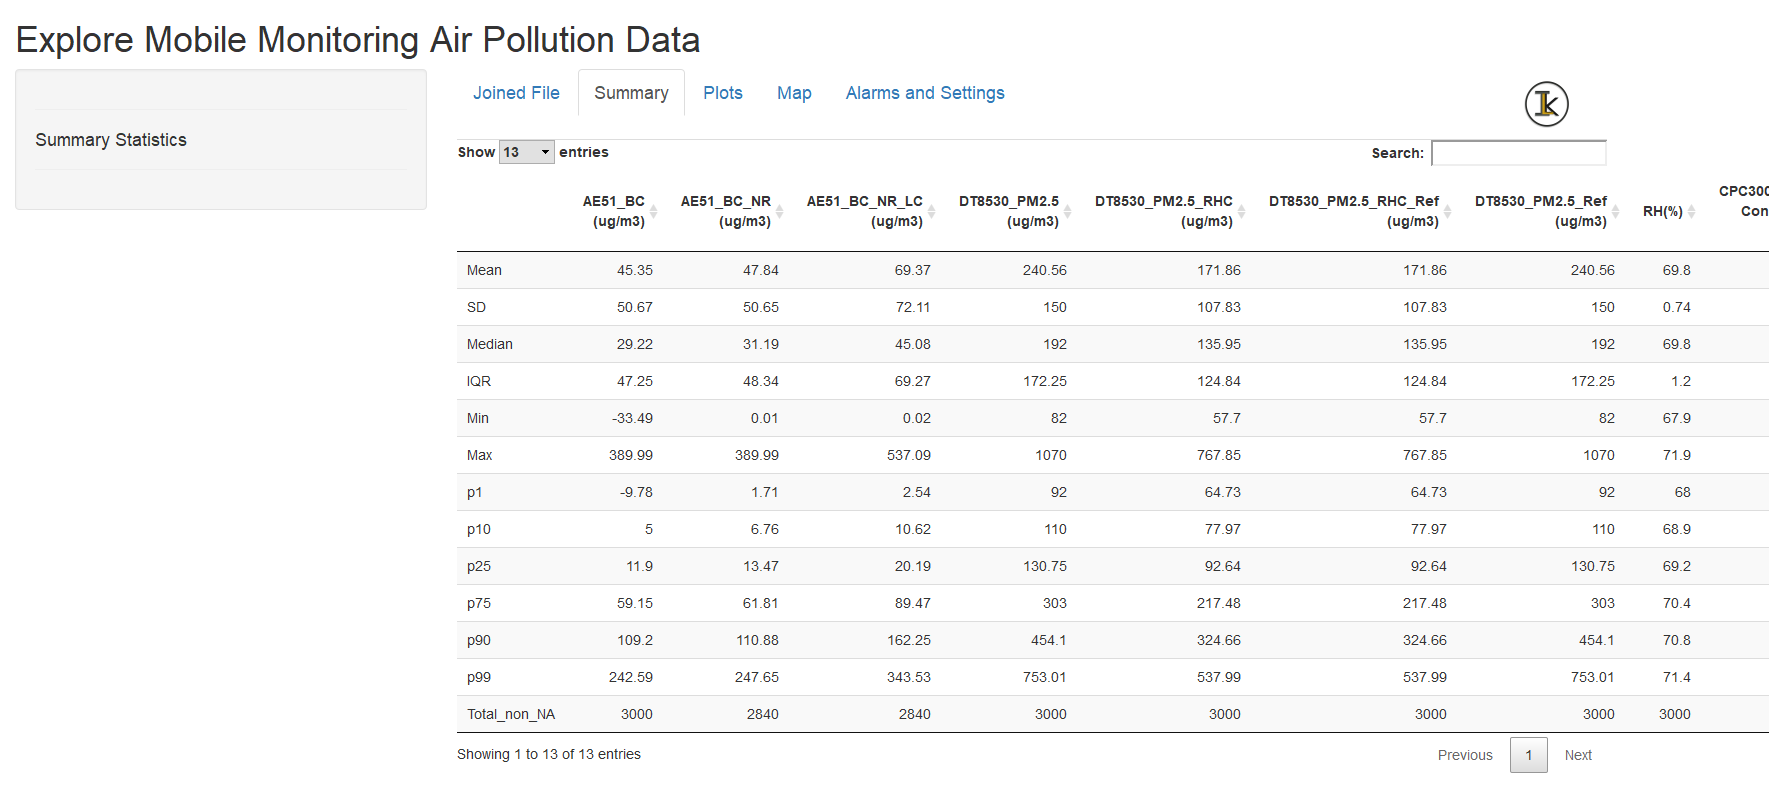 Explore Mobile Monitoring Air Pollution Data
Summary Statistics
Joined File Summary Plots Map Alarms and Settings
Show 13 entries Search:
AE51_BC (ug/m3) AE51_BC_NR (ug/m3) AE51_BC_NR_LC (ug/m3) DT8530_PM2.5 (ug/m3) DT8530_PM2.5_RHC (ug/m3) DT8530_PM2.5_RHC_Ref (ug/m3) DT8530_PM2.5_Ref (ug/m3) RH(%) CPC300 Con
Mean 45.35 47.84 69.37 240.56 171.86 171.86 240.56 69.8
SD 50.67 50.65 72.11 150 107.83 107.83 150 0.74
Median 29.22 31.19 45.08 192 135.95 135.95 192 69.8
IQR 47.25 48.34 69.27 172.25 124.84 124.84 172.25 1.2
Min -33.49 0.01 0.02 82 57.7 57.7 82 67.9
Max 389.99 389.99 537.09 1070 767.85 767.85 1070 71.9
p1 -9.78 1.71 2.54 92 64.73 64.73 92 68
p10 5 6.76 10.62 110 77.97 77.97 110 68.9
p25 11.9 13.47 20.19 130.75 92.64 92.64 130.75 69.2
p75 59.15 61.81 89.47 303 217.48 217.48 303 70.4
p90 109.2 110.88 162.25 454.1 324.66 324.66 454.1 70.8
p99 242.59 247.65 343.53 753.01 537.99 537.99 753.01 71.4
Total_non_NA 3000 2840 2840 3000 3000 3000 3000 3000
Showing 1 to 13 of 13 entries Previous 1 Next